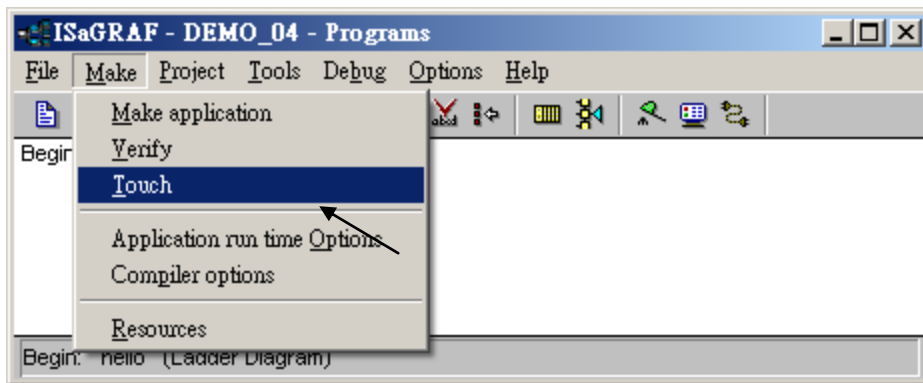 ISaGRAF - DEMO_04 - Programs
File Make Project Tools Debug Options Help
Make application
Verify
Touch
Application run time Options
Compiler options
Resources
Begin: hello (Ladder Diagram)